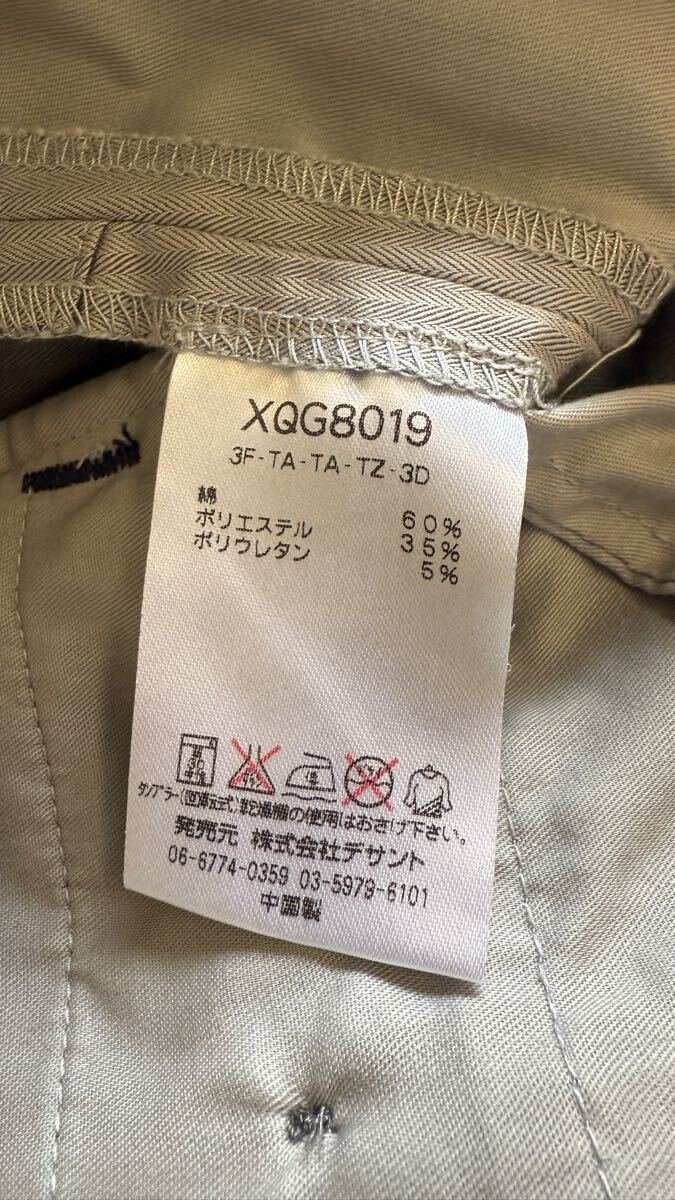 XQG8019
3F-TA-TA-TZ-3D
綿 60%
ポリエステル 35%
ポリウレタン 5%
タンブラー(回転式)乾燥機の使用はおさけ下さい。
発売元 株式会社デサント
06-6774-0359 03-5979-6101
中国製